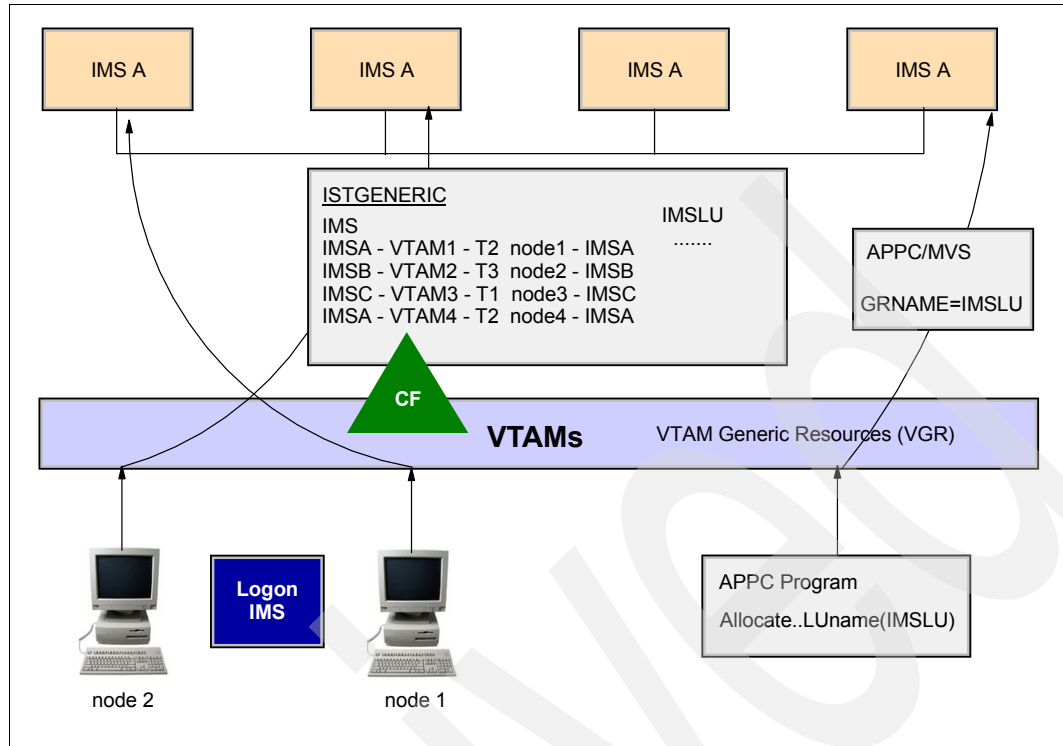 IMS A
IMS A
IMS A
IMS A
ISTGENERIC
IMS
IMSA - VTAM1 - T2 node1 - IMSA
IMSB - VTAM2 - T3 node2 - IMSB
IMSC - VTAM3 - T1 node3 - IMSC
IMSA - VTAM4 - T2 node4 - IMSA
IMSLU
.......
APPC/MVS
GRNAME=IMSLU
CF
VTAMs
VTAM Generic Resources (VGR)
Logon
IMS
APPC Program
Allocate..LUname(IMSLU)
node 2
node 1